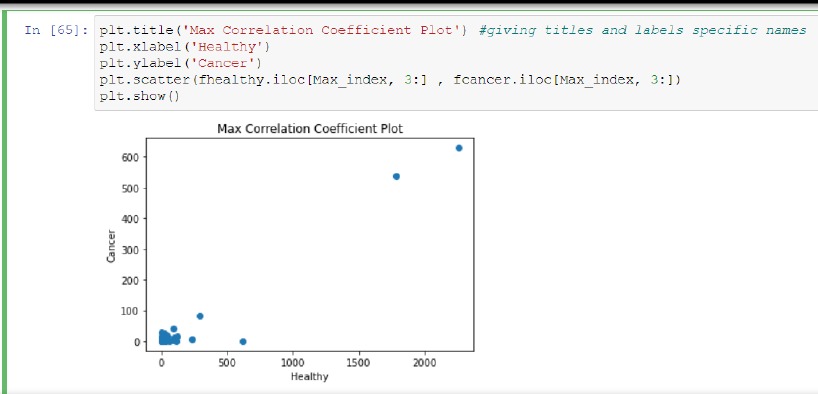 In [65]: plt.title('Max Correlation Coefficient Plot') #giving titles and labels specific names
plt.xlabel('Healthy')
plt.ylabel('Cancer')
plt.scatter(fhealthy.iloc[Max_index, 3:] , fcancer.iloc[Max_index, 3:])
plt.show()
Max Correlation Coefficient Plot
600
500
400
300
200
100
0
Cancer
0 500 1000 1500 2000
Healthy